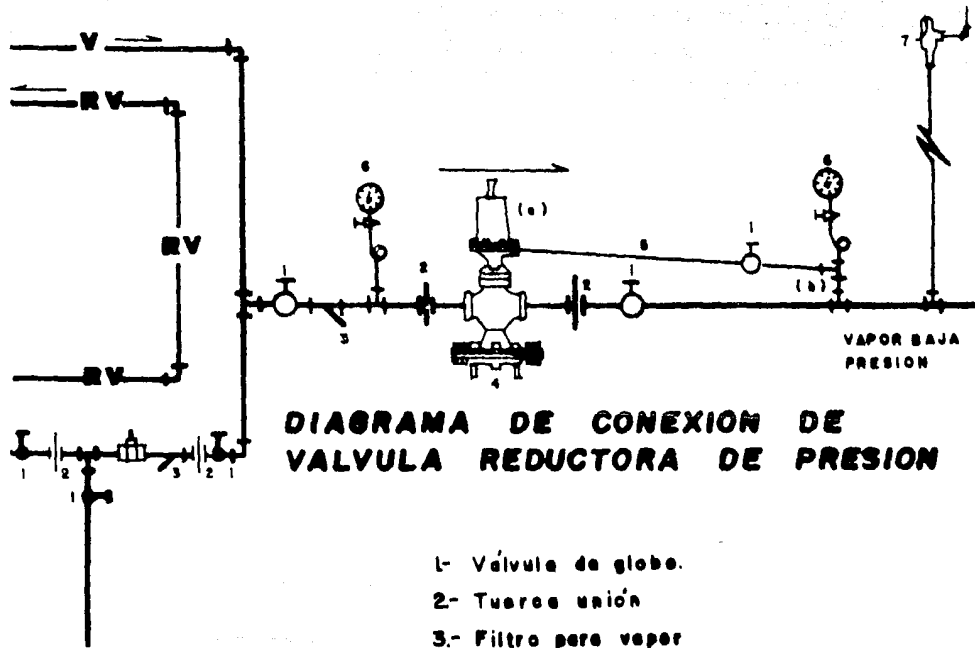 V
RV
RV
RV
7
6
6
(a)
1
2
5
1
2
1
(b)
3
4
VAPOR BAJA
PRESION
1
2
3
2
1
1
DIAGRAMA DE CONEXION DE
VALVULA REDUCTORA DE PRESION
1- Válvula de globo.
2.- Tuerca unión
3.- Filtro para vapor